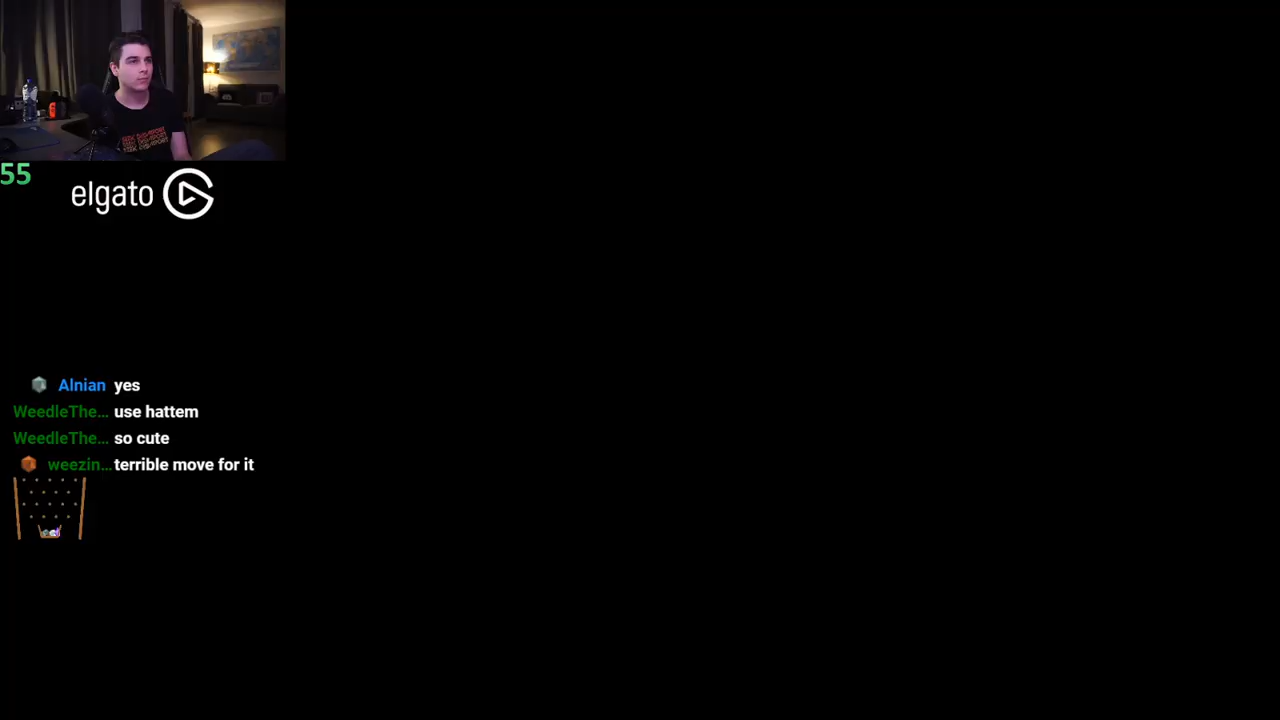 55
elgato
Alnian yes
WeedleThe... use hattem
WeedleThe... so cute
weezin... terrible move for it